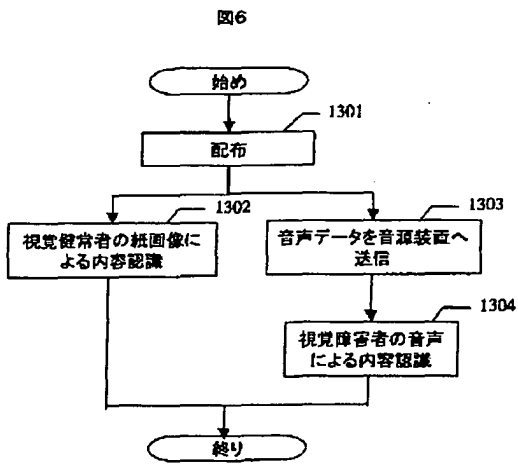 図6
始め
1301
配布
1302
視覚健常者の紙画像に
よる内容認識
1303
音声データを音源装置へ
送信
1304
視覚障害者の音声
による内容認識
終り